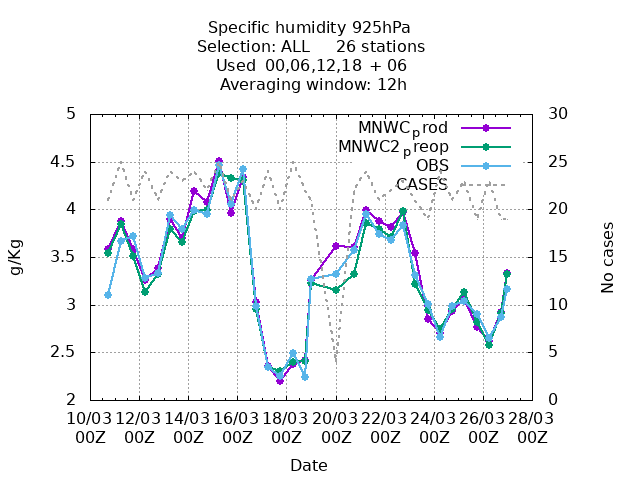 Specific humidity 925hPa
Selection: ALL 26 stations
Used 00,06,12,18 + 06
Averaging window: 12h
5
4.5
4
3.5
3
2.5
2
30
25
20
15
10
5
0
g/Kg
No cases
MNWCprod
MNWC2preop
OBS
CASES
10/03 12/03 14/03 16/03 18/03 20/03 22/03 24/03 26/03 28/03
00Z 00Z 00Z 00Z 00Z 00Z 00Z 00Z 00Z 00Z
Date